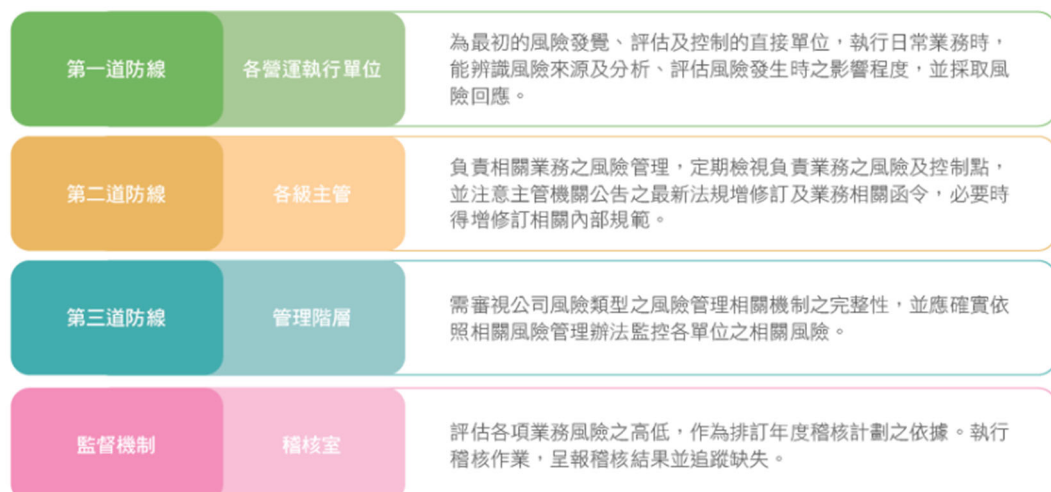 第一道防線
各營運執行單位
為最初的風險發覺、評估及控制的直接單位,執行日常業務時,
能辨識風險來源及分析、評估風險發生時之影響程度,並採取風
險回應。
第二道防線
各級主管
負責相關業務之風險管理,定期檢視負責業務之風險及控制點,
並注意主管機關公告之最新法規增修訂及業務相關函令,必要時
得增修訂相關內部規範。
第三道防線
管理階層
需審視公司風險類型之風險管理相關機制之完整性,並應確實依
照相關風險管理辦法監控各單位之相關風險。
監督機制
稽核室
評估各項業務風險之高低,作為排訂年度稽核計劃之依據。執行
稽核作業,呈報稽核結果並追蹤缺失。